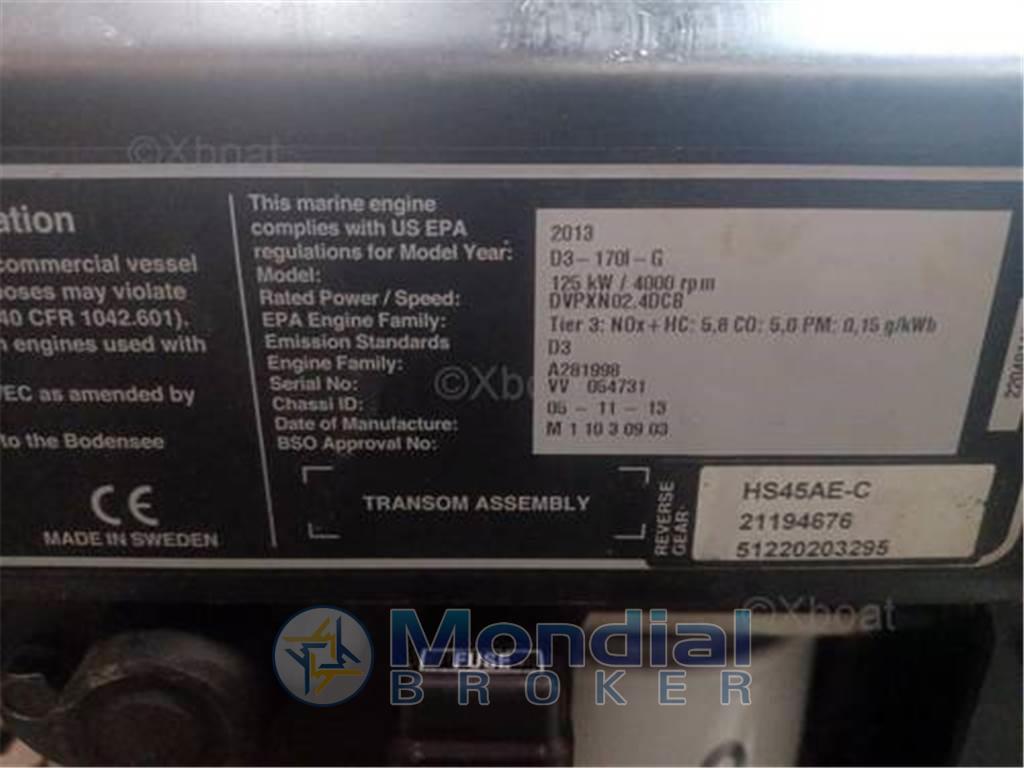 ©Xboat
ation
commercial vessel
poses may violate
40 CFR 1042.601).
engines used with
/EC as amended by
to the Bodensee
CE
MADE IN SWEDEN
This marine engine
complies with US EPA
regulations for Model Year:
Model:
Rated Power / Speed:
EPA Engine Family:
Emission Standards
Engine Family:
Serial No:
Chassi ID:
Date of Manufacture:
BSO Approval No:
2013
D3-170I-G
125 kW / 4000 rpm
DVPXN02.4DCB
Tier 3: NOx+HC: 5,8 CO: 5,0 PM: 0,15 g/kWh
D3
A281998
VV 054731
05-11-13
M 1 10 3 09 03
©Xboat
TRANSOM ASSEMBLY
REVERSE
GEAR
HS45AE-C
21194676
51220203295
©Xboat
Mondial
BROKER